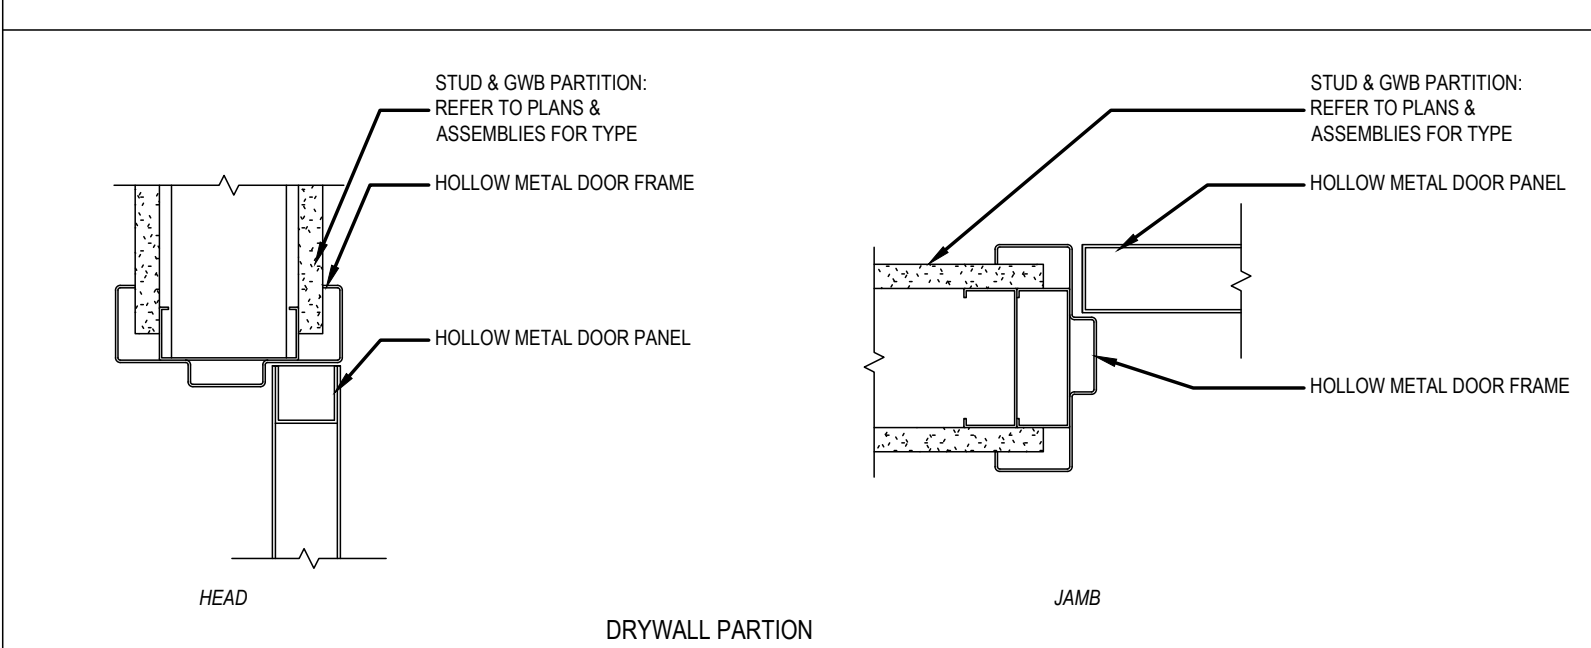 STUD & GWB PARTITION:
REFER TO PLANS &
ASSEMBLIES FOR TYPE
HOLLOW METAL DOOR FRAME
HOLLOW METAL DOOR PANEL
HEAD
STUD & GWB PARTITION:
REFER TO PLANS &
ASSEMBLIES FOR TYPE
HOLLOW METAL DOOR PANEL
HOLLOW METAL DOOR FRAME
JAMB
DRYWALL PARTION